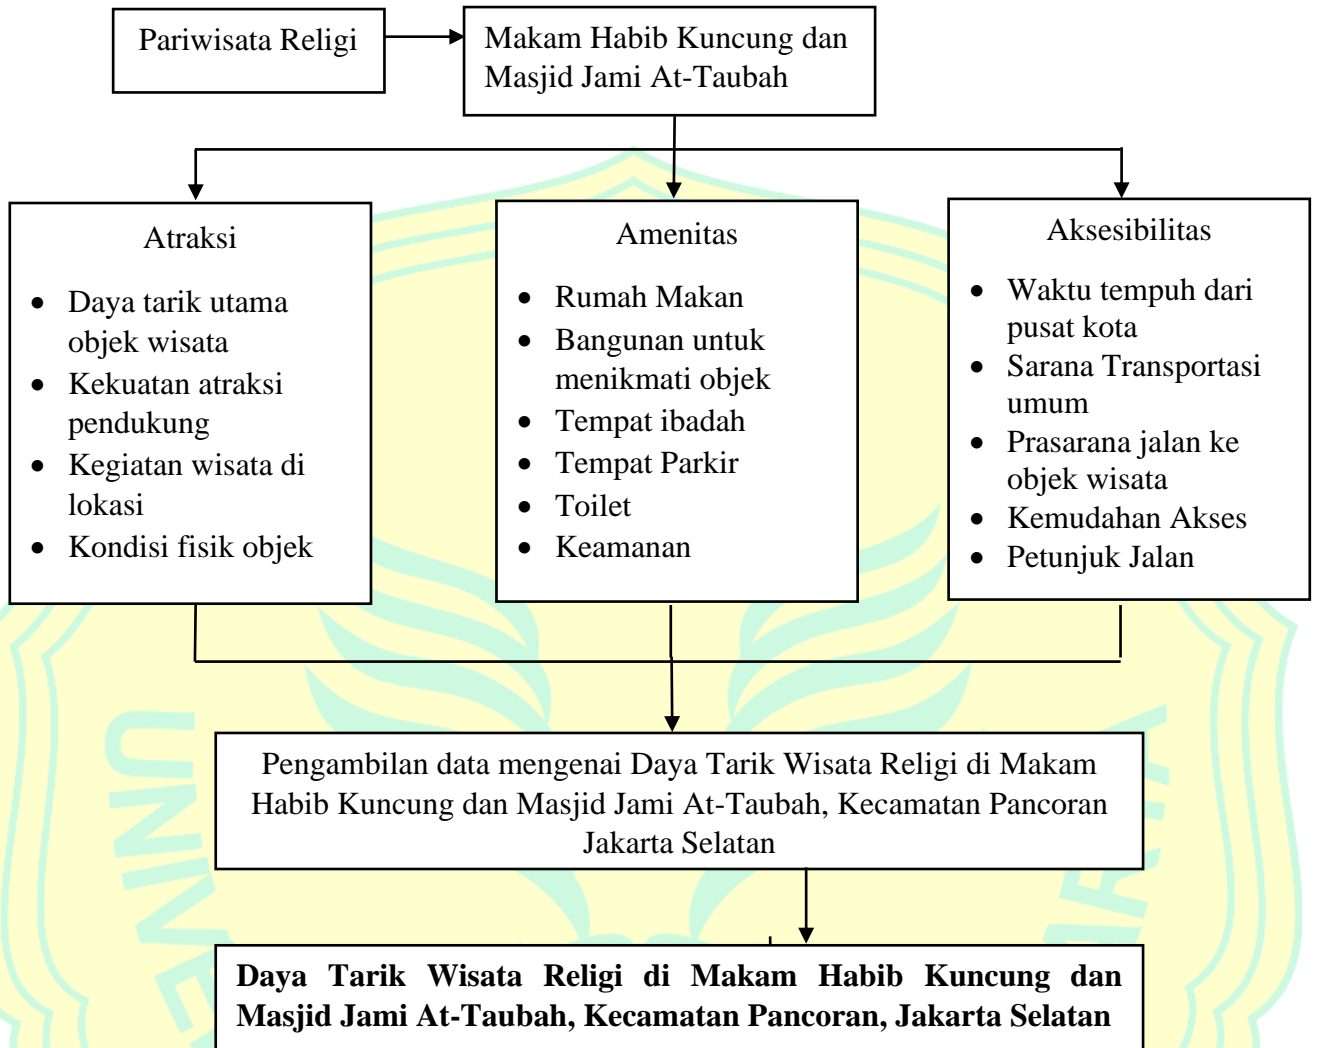 Pariwisata Religi
Makam Habib Kuncung dan
Masjid Jami At-Taubah
Atraksi
• Daya tarik utama
objek wisata
• Kekuatan atraksi
pendukung
• Kegiatan wisata di
lokasi
• Kondisi fisik objek
Amenitas
• Rumah Makan
• Bangunan untuk
menikmati objek
• Tempat ibadah
• Tempat Parkir
• Toilet
• Keamanan
Aksesibilitas
• Waktu tempuh dari
pusat kota
• Sarana Transportasi
umum
• Prasarana jalan ke
objek wisata
• Kemudahan Akses
• Petunjuk Jalan
Pengambilan data mengenai Daya Tarik Wisata Religi di Makam
Habib Kuncung dan Masjid Jami At-Taubah, Kecamatan Pancoran
Jakarta Selatan
Daya Tarik Wisata Religi di Makam Habib Kuncung dan
Masjid Jami At-Taubah, Kecamatan Pancoran, Jakarta Selatan